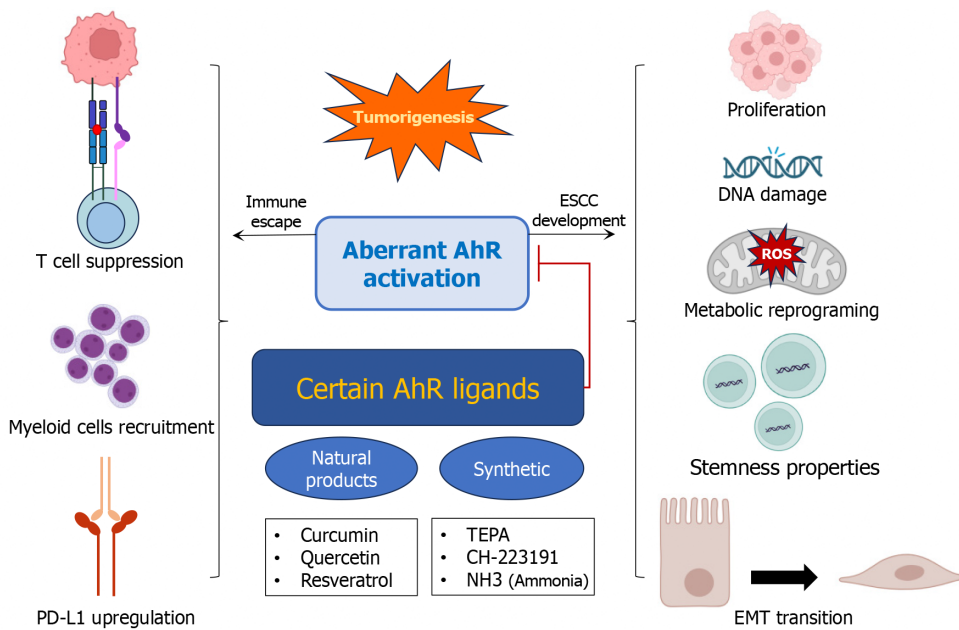 T cell suppression
Myeloid cells recruitment
PD-L1 upregulation
Tumorigenesis
Immune
escape
ESCC
development
Aberrant AhR
activation
Certain AhR ligands
Natural
products
Synthetic
• Curcumin
• Quercetin
• Resveratrol
• TEPA
• CH-223191
• NH3 (Ammonia)
Proliferation
DNA damage
ROS
Metabolic reprograming
Stemness properties
EMT transition